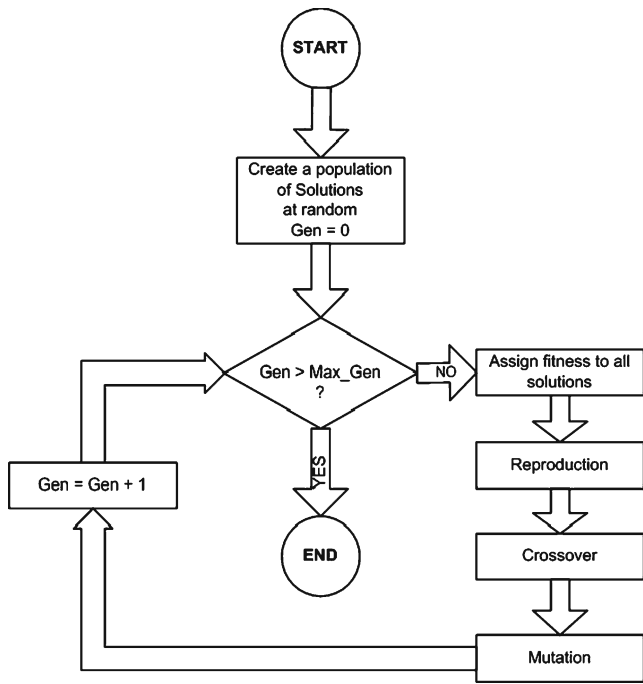 START
Create a population
of Solutions
at random
Gen = 0
Gen > Max_Gen
?
NO
Assign fitness to all
solutions
YES
Reproduction
Gen = Gen + 1
END
Crossover
Mutation